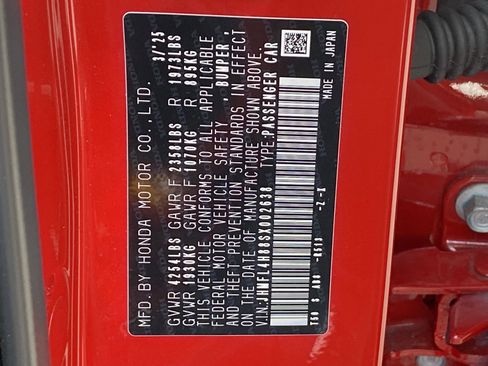 MFD. BY HONDA MOTOR CO., LTD. 3/'25
GVWR 4254LBS GAWR F 2358LBS R 1973LBS
GVWR 1930KG GAWR F 1070KG R 895KG
THIS VEHICLE CONFORMS TO ALL APPLICABLE
FEDERAL MOTOR VEHICLE SAFETY, BUMPER,
AND THEFT PREVENTION STANDARDS IN EFFECT
ON THE DATE OF MANUFACTURE SHOWN ABOVE.
V.I.N.: TYPE:PASSENGER CAR
MADE IN JAPAN